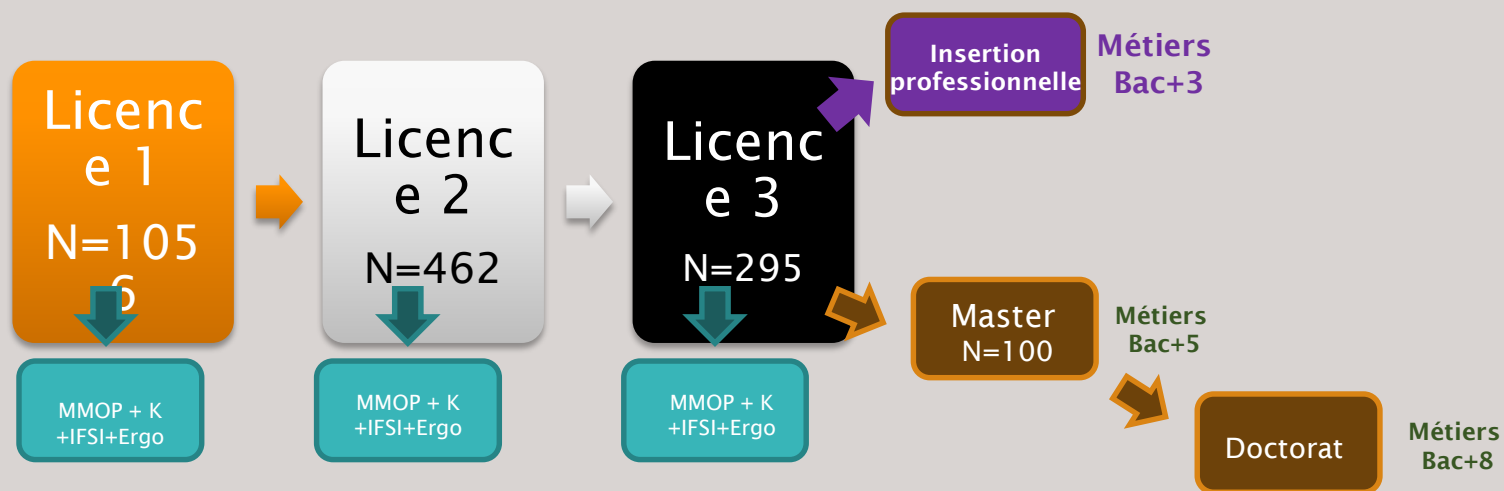 Licenc
e 1
N=105
6
MMOP + K
+IFSI+Ergo
Licenc
e 2
N=462
MMOP + K
+IFSI+Ergo
Licenc
e 3
N=295
MMOP + K
+IFSI+Ergo
Insertion
professionnelle
Métiers
Bac+3
Master
N=100
Métiers
Bac+5
Doctorat
Métiers
Bac+8